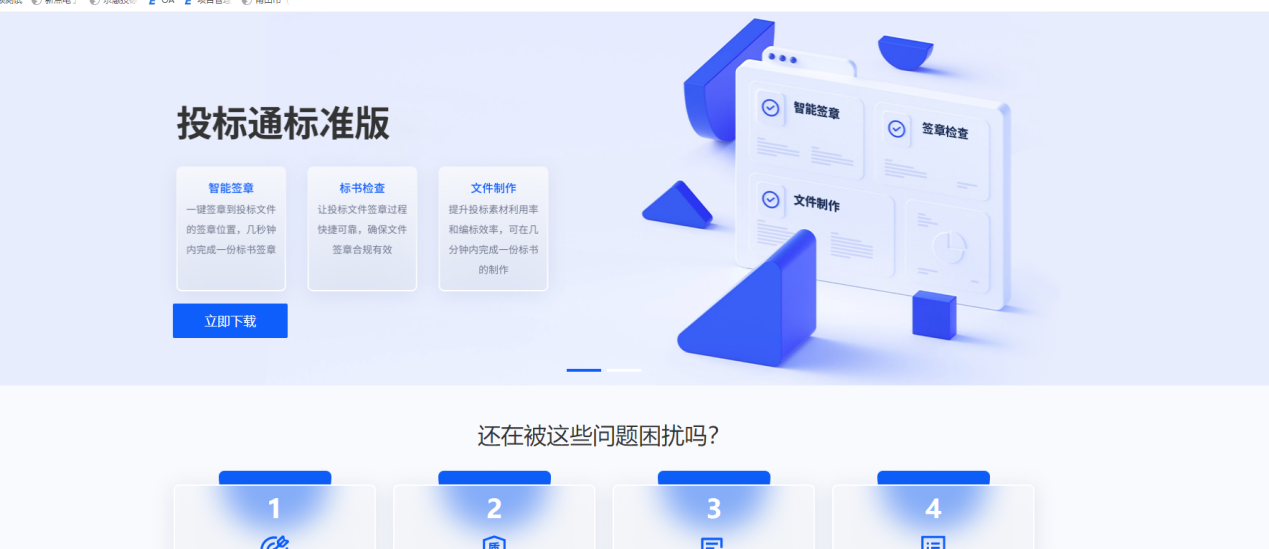 OA
投标通标准版
智能签章
一键签章到投标文件
的签章位置，几秒钟
内完成一份标书签章
标书检查
让投标文件签章过程
快捷可靠，确保文件
签章合规有效
文件制作
提升投标素材利用率
和编标效率，可在几
分钟内完成一份标书
的制作
立即下载
智能签章
签章检查
文件制作
还在被这些问题困扰吗?
1
2
3
4
质